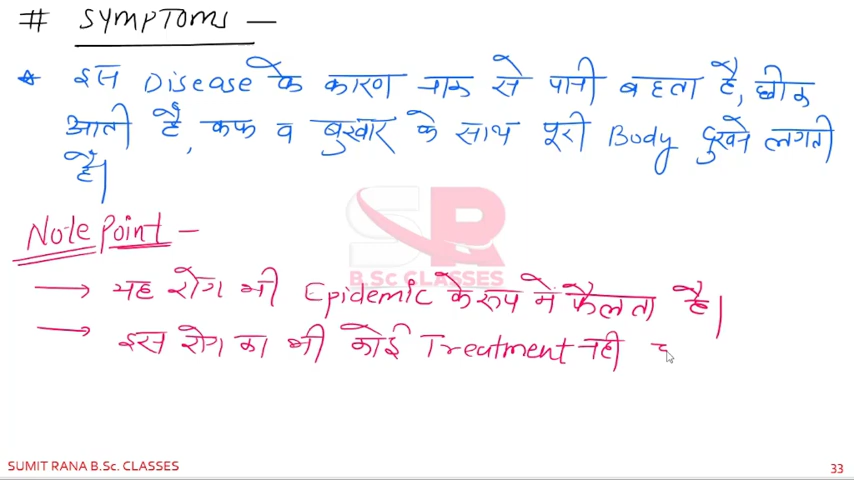 # SYMPTOMS —
* इस Disease के कारण नाक से पानी बहता है, छीक
आती है, कफ व बुखार के साथ पूरी Body दुखने लगती
है।
Note Point —
SR
B.Sc CLASSES
→ यह रोग भी Epidemic के रूप में फैलता है।
→ इस रोग का भी कोई Treatment नही
SUMIT RANA B.Sc. CLASSES
33